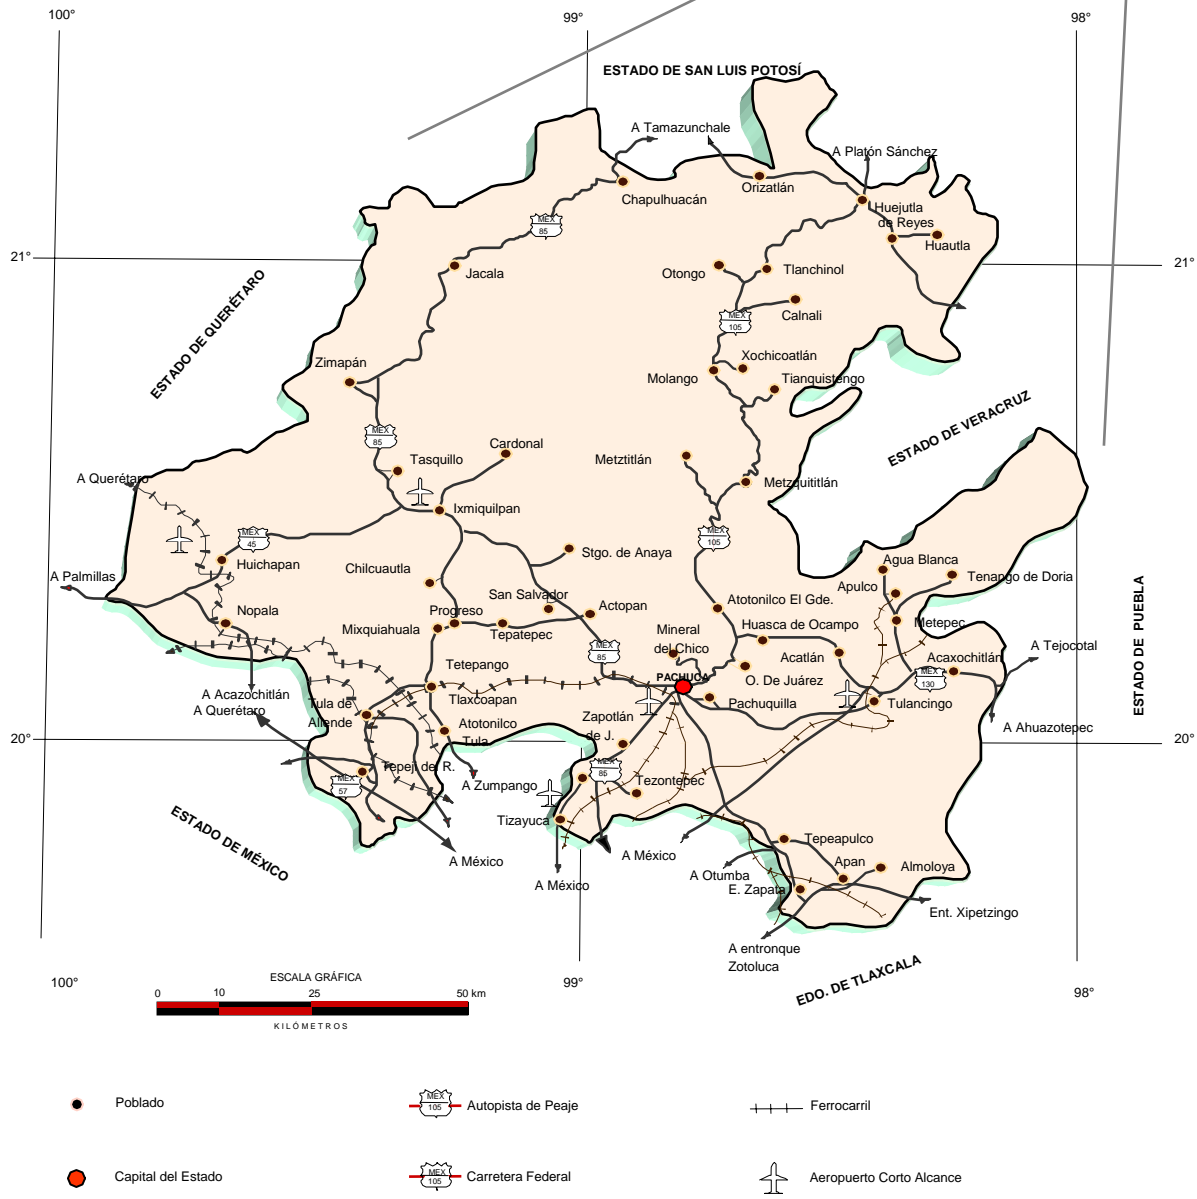 100°
99°
98°
ESTADO DE SAN LUIS POTOSÍ
A Tamazunchale
A Platón Sánchez
Orizatlán
Chapulhuacán
Huejutla
de Reyes
Huautla
MEX
85
21°
21°
Jacala
Otongo
Tlanchinol
Calnali
MEX
105
ESTADO DE QUERÉTARO
Zimapán
Xochicoatlán
Molango
Tianquistengo
ESTADO DE VERACRUZ
MEX
85
Cardonal
Tasquillo
Metztitlán
A Querétaro
Metzquititlán
Ixmiquilpan
MEX
45
MEX
105
Huichapan
Stgo. de Anaya
Chilcuautla
Agua Blanca
A Palmillas
Apulco
Tenango de Doria
San Salvador
Actopan
Atotonilco El Gde.
Nopala
Progreso
Mixquiahuala
Tepatepec
Mineral
del Chico
Huasca de Ocampo
Metepec
ESTADO DE PUEBLA
MEX
85
Acatlán
Acaxochitlán
A Tejocotal
Tetepango
PACHUCA
O. De Juárez
MEX
130
A Acazochitlán
A Querétaro
Tula de
Allende
Tlaxcoapan
Pachuquilla
Tulancingo
Zapotlán
de J.
A Ahuazotepec
Atotonilco
Tula
20°
20°
Tepeji del R.
MEX
57
A Zumpango
MEX
85
Tezontepec
Tizayuca
ESTADO DE MÉXICO
A México
A México
A México
Tepeapulco
A Otumba
Apan
Almoloya
E. Zapata
Ent. Xipetzingo
A entronque
Zotoluca
EDO. DE TLAXCALA
100°
99°
98°
ESCALA GRÁFICA
0
10
25
50 km
KILÓMETROS
Poblado
MEX
105
Autopista de Peaje
Ferrocarril
Capital del Estado
MEX
105
Carretera Federal
Aeropuerto Corto Alcance